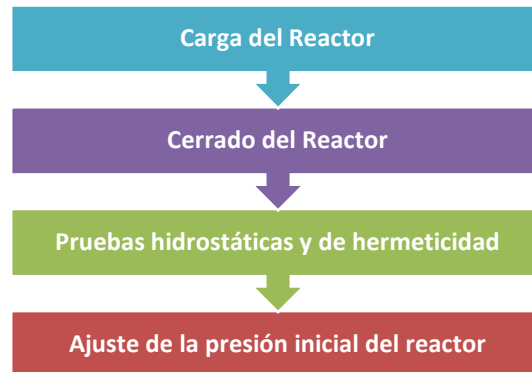 Carga del Reactor
Cerrado del Reactor
Pruebas hidrostáticas y de hermeticidad
Ajuste de la presión inicial del reactor